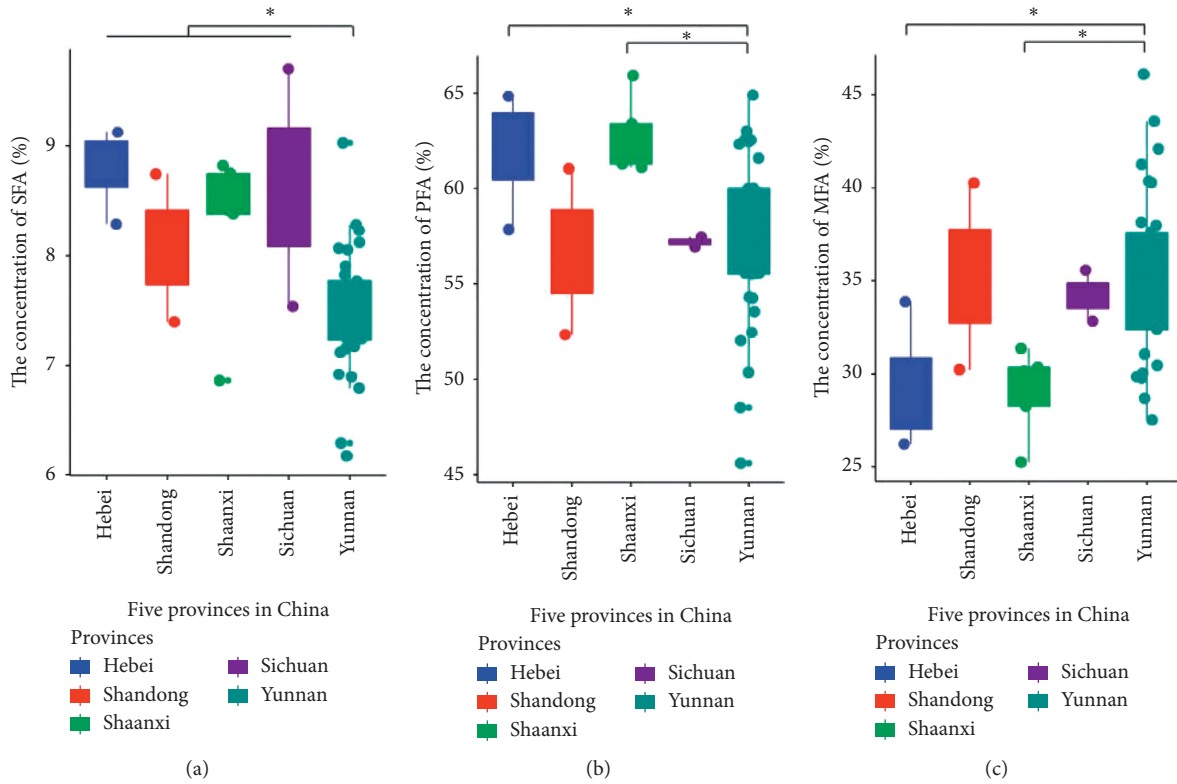 *
The concentration of SFA (%)
9
8
7
6
Hebei
Shandong
Shaanxi
Sichuan
Yunnan
Five provinces in China
Provinces
Hebei
Shandong
Shaanxi
Sichuan
Yunnan
(a)
*
*
The concentration of PFA (%)
65
60
55
50
45
Hebei
Shandong
Shaanxi
Sichuan
Yunnan
Five provinces in China
Provinces
Hebei
Shandong
Shaanxi
Sichuan
Yunnan
(b)
*
*
The concentration of MFA (%)
45
40
35
30
25
Hebei
Shandong
Shaanxi
Sichuan
Yunnan
Five provinces in China
Provinces
Hebei
Shandong
Shaanxi
Sichuan
Yunnan
(c)